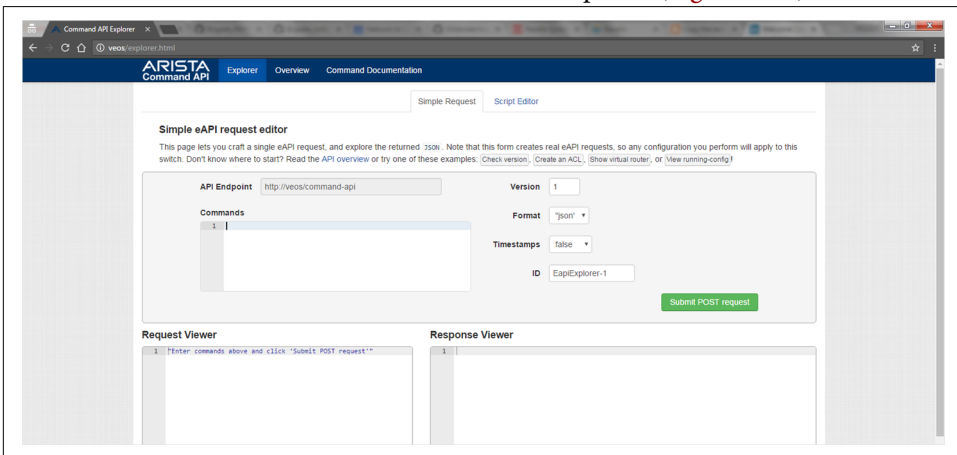 Command API Explorer
veos/explorer.html
ARISTA
Command API
Explorer Overview Command Documentation
Simple Request Script Editor
Simple eAPI request editor
This page lets you craft a single eAPI request, and explore the returned JSON. Note that this form creates real eAPI requests, so any configuration you perform will apply to this
switch. Don't know where to start? Read the API overview or try one of these examples: Check version, Create an ACL, Show virtual router, or View running-config!
API Endpoint http://veos/command-api Version 1
Commands
1
Format "json"
Timestamps false
ID EapiExplorer-1
Submit POST request
Request Viewer
1 "Enter commands above and click 'Submit POST request'"
Response Viewer
1